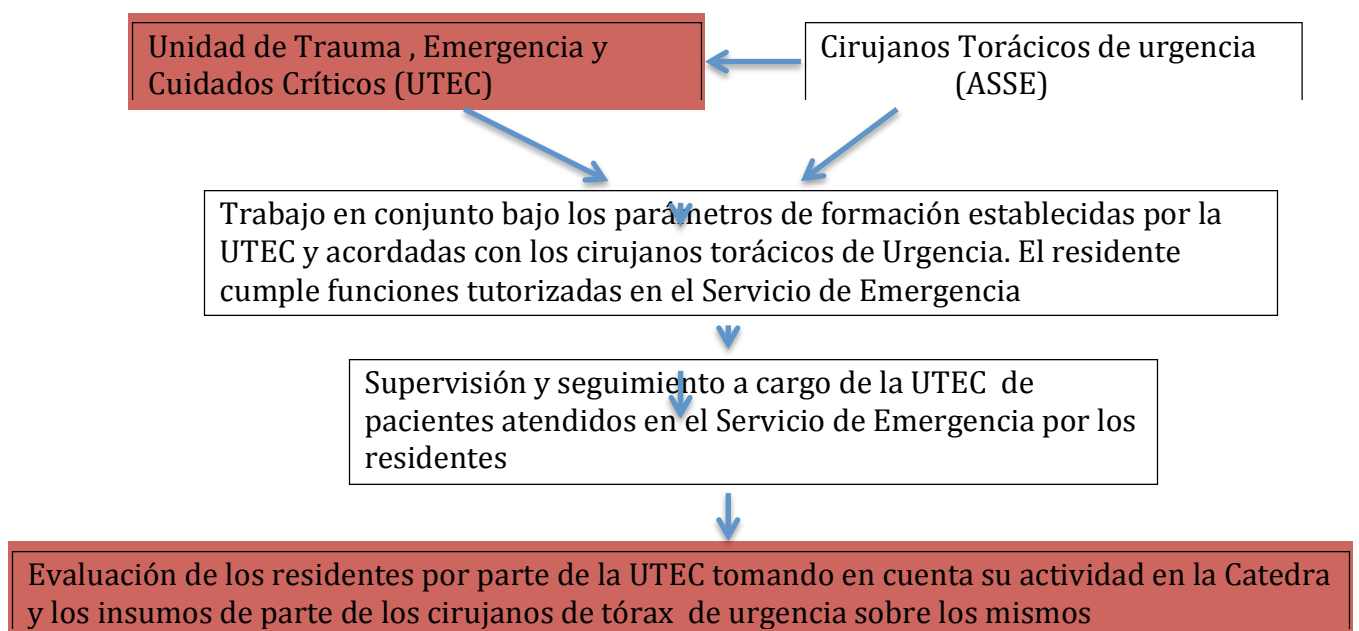 Unidad de Trauma , Emergencia y
Cuidados Críticos (UTEC)
Cirujanos Torácicos de urgencia
(ASSE)
Trabajo en conjunto bajo los parámetros de formación establecidas por la
UTEC y acordadas con los cirujanos torácicos de Urgencia. El residente
cumple funciones tutorizadas en el Servicio de Emergencia
Supervisión y seguimiento a cargo de la UTEC de
pacientes atendidos en el Servicio de Emergencia por los
residentes
Evaluación de los residentes por parte de la UTEC tomando en cuenta su actividad en la Catedra
y los insumos de parte de los cirujanos de tórax de urgencia sobre los mismos